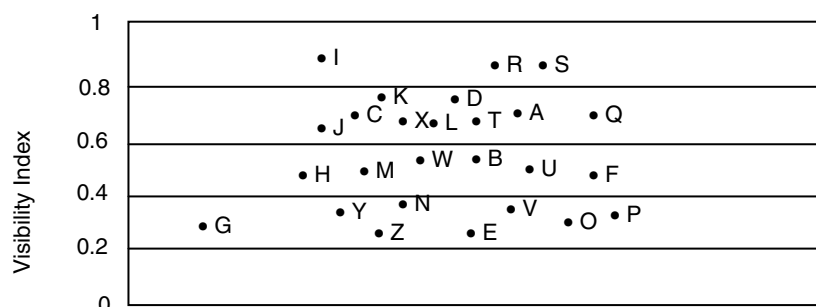 1
I
R
S
0.8
K
D
C
X
L
T
A
Q
J
0.6
W
B
H
M
U
F
0.4
Y
N
V
O
P
G
Z
E
0.2
0
Visibility Index